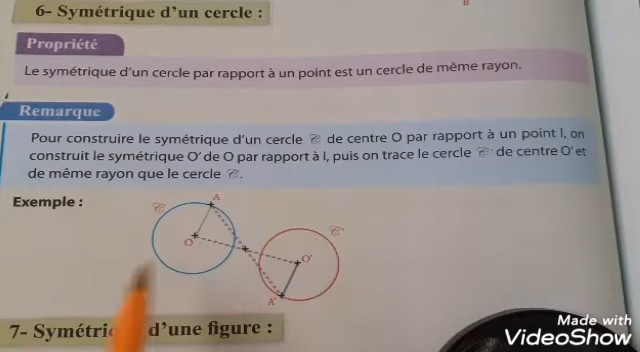 B
6- Symétrique d'un cercle :
Propriété
Le symétrique d'un cercle par rapport à un point est un cercle de même rayon.
Remarque
Pour construire le symétrique d'un cercle 𝒞 de centre O par rapport à un point I, on
construit le symétrique O' de O par rapport à I, puis on trace le cercle 𝒞' de centre O' et
de même rayon que le cercle 𝒞.
Exemple :
𝒞
A
O
𝒞'
O'
A'
7- Symétri d'une figure :
Made with
VideoShow